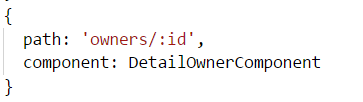 {
  path: 'owners/:id',
  component: DetailOwnerComponent
}